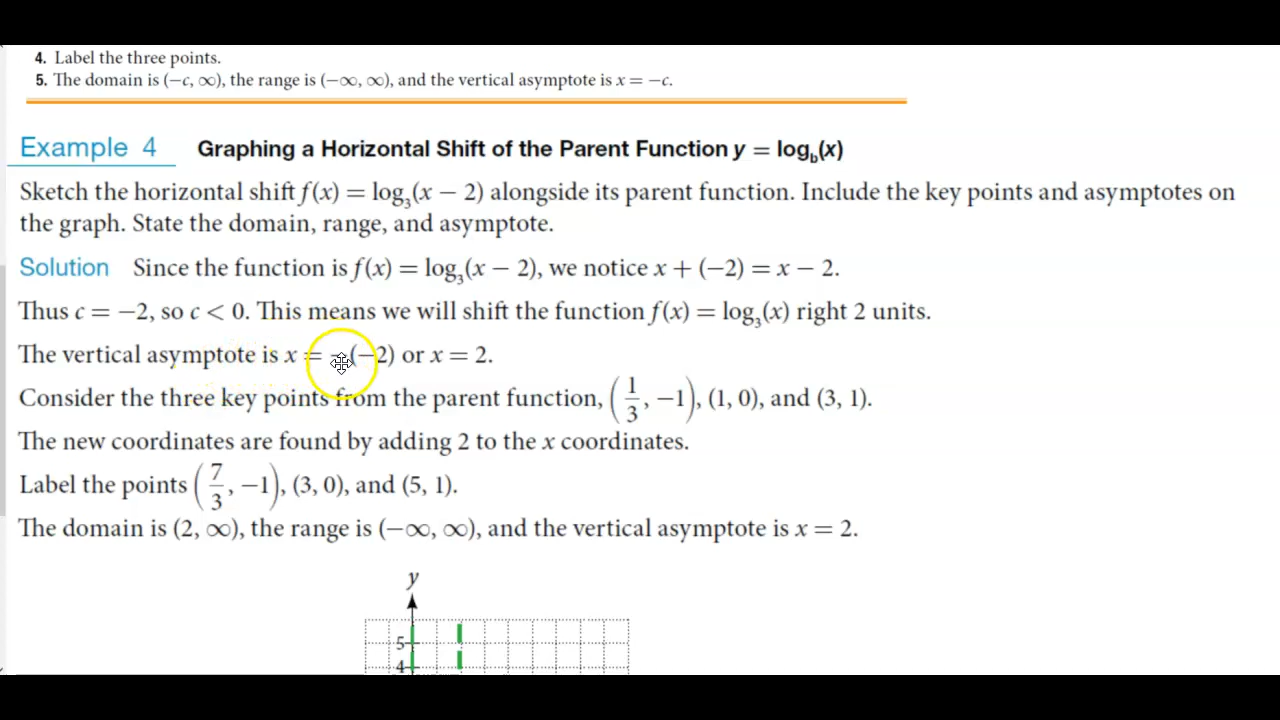 4. Label the three points.
5. The domain is (−c, ∞), the range is (−∞, ∞), and the vertical asymptote is x = −c.
Example 4 Graphing a Horizontal Shift of the Parent Function y = log_b(x)
Sketch the horizontal shift f(x) = log₃(x − 2) alongside its parent function. Include the key points and asymptotes on
the graph. State the domain, range, and asymptote.
Solution Since the function is f(x) = log₃(x − 2), we notice x + (−2) = x − 2.
Thus c = −2, so c < 0. This means we will shift the function f(x) = log₃(x) right 2 units.
The vertical asymptote is x = −(−2) or x = 2.
Consider the three key points from the parent function, (1/3, −1), (1, 0), and (3, 1).
The new coordinates are found by adding 2 to the x coordinates.
Label the points (7/3, −1), (3, 0), and (5, 1).
The domain is (2, ∞), the range is (−∞, ∞), and the vertical asymptote is x = 2.
y
5
4